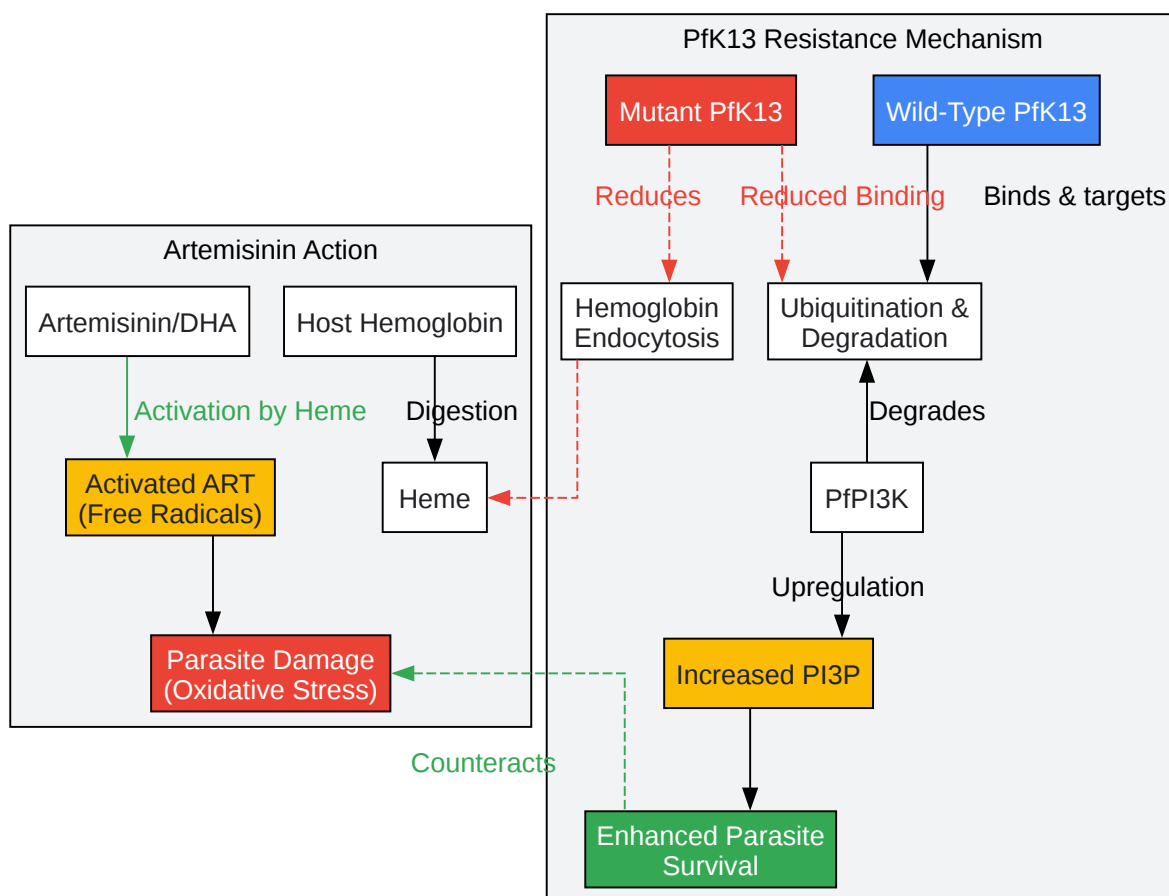 PfK13 Resistance Mechanism
Mutant PfK13
Wild-Type PfK13
Reduces
Reduced Binding
Binds & targets
Artemisinin Action
Artemisinin/DHA
Host Hemoglobin
Hemoglobin
Endocytosis
Ubiquitination &
Degradation
Activation by Heme
Digestion
Degrades
Activated ART
(Free Radicals)
Heme
PfPI3K
Upregulation
Parasite Damage
(Oxidative Stress)
Increased PI3P
Counteracts
Enhanced Parasite
Survival